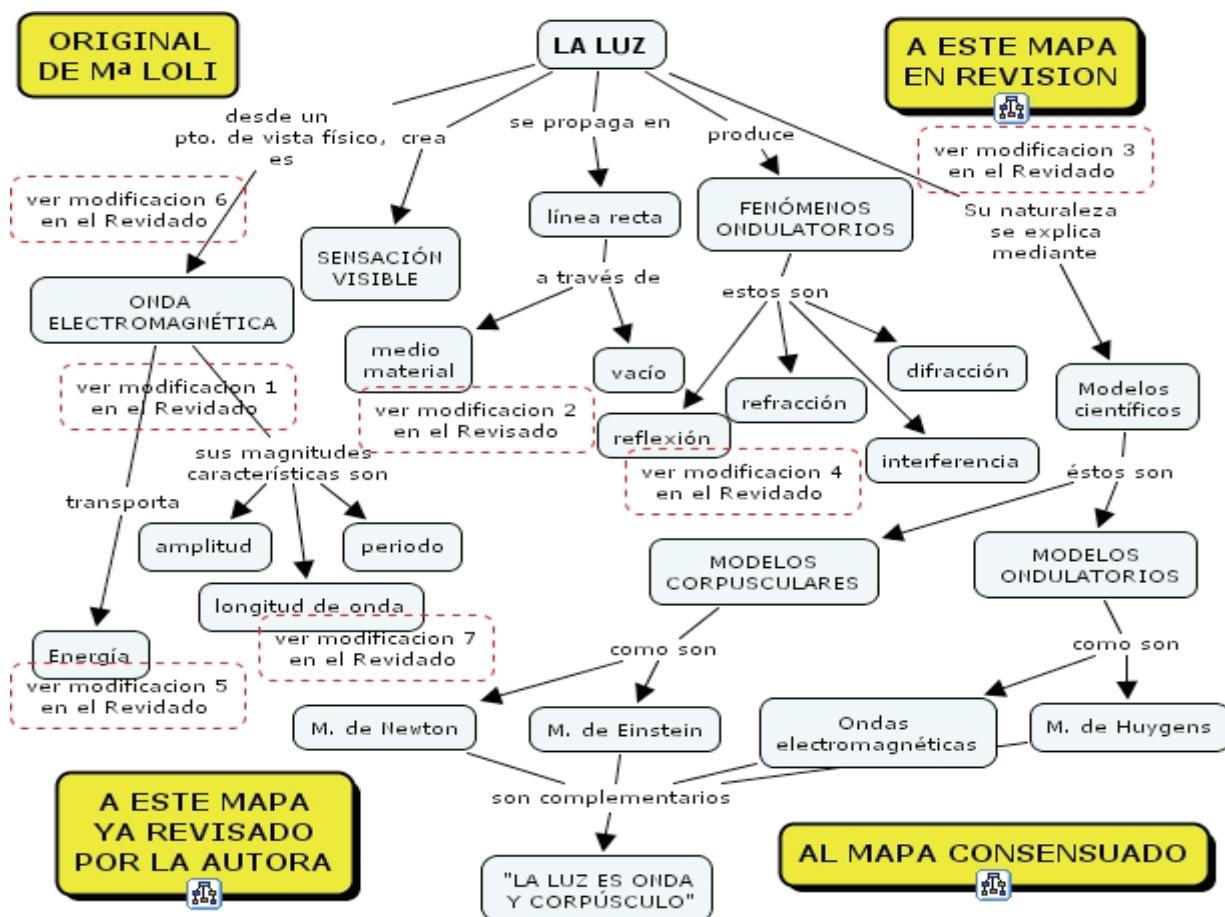 ORIGINAL
DE Mª LOLI
LA LUZ
A ESTE MAPA
EN REVISION
desde un
pto. de vista físico,
es
crea
se propaga en
produce
ver modificacion 3
en el Revidado
ver modificacion 6
en el Revidado
SENSACIÓN
VISIBLE
línea recta
FENÓMENOS
ONDULATORIOS
Su naturaleza
se explica
mediante
ONDA
ELECTROMAGNÉTICA
a través de
estos son
medio
material
vacío
refracción
difracción
Modelos
científicos
ver modificacion 1
en el Revidado
ver modificacion 2
en el Revisado
reflexión
interferencia
ver modificacion 4
en el Revidado
sus magnitudes
características son
éstos son
transporta
amplitud
periodo
longitud de onda
MODELOS
CORPUSCULARES
MODELOS
ONDULATORIOS
Energía
ver modificacion 7
en el Revidado
ver modificacion 5
en el Revidado
como son
como son
M. de Newton
M. de Einstein
Ondas
electromagnéticas
M. de Huygens
son complementarios
A ESTE MAPA
YA REVISADO
POR LA AUTORA
"LA LUZ ES ONDA
Y CORPÚSCULO"
AL MAPA CONSENSUADO